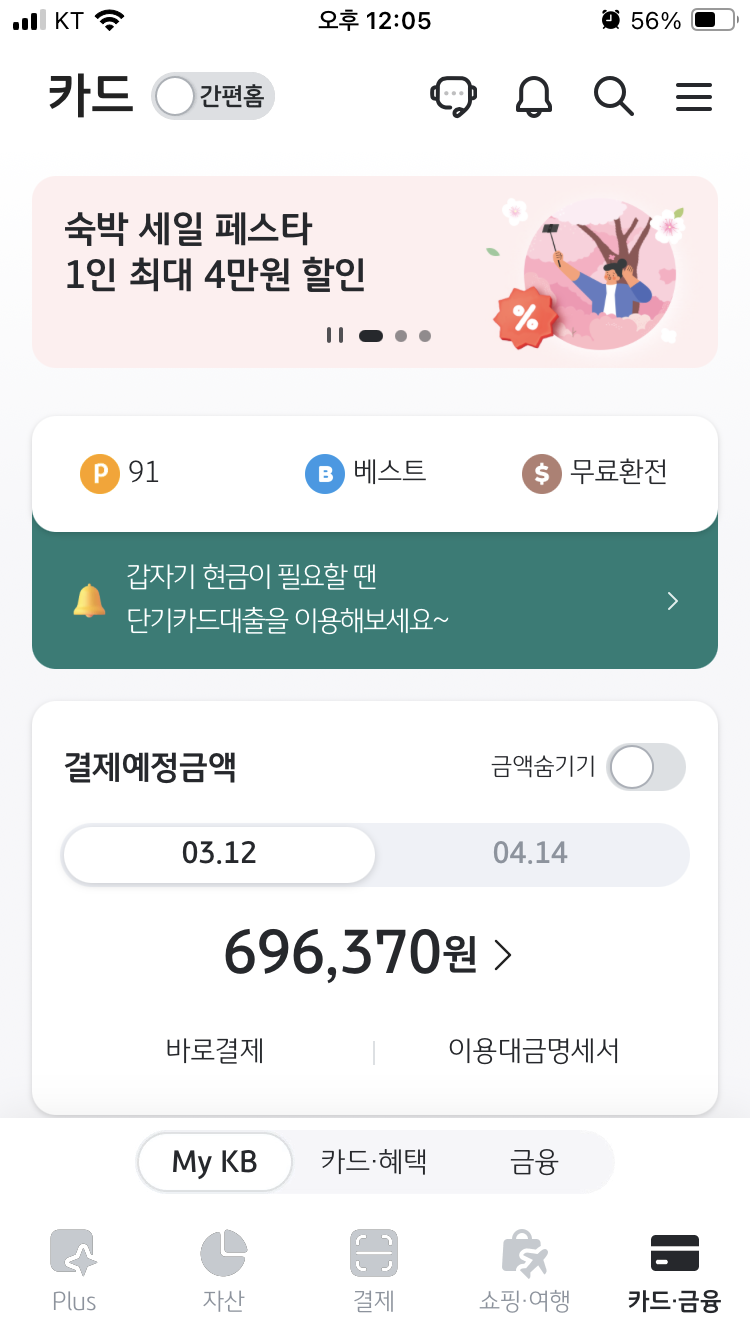 KT 오후 12:05 56%
카드 간편홈
숙박 세일 페스타
1인 최대 4만원 할인
%
P 91 B 베스트 $ 무료환전
갑자기 현금이 필요할 땐
단기카드대출을 이용해보세요~
결제예정금액 금액숨기기
03.12 04.14
696,370원
바로결제 이용대금명세서
My KB 카드·혜택 금융
Plus 자산 결제 쇼핑·여행 카드·금융